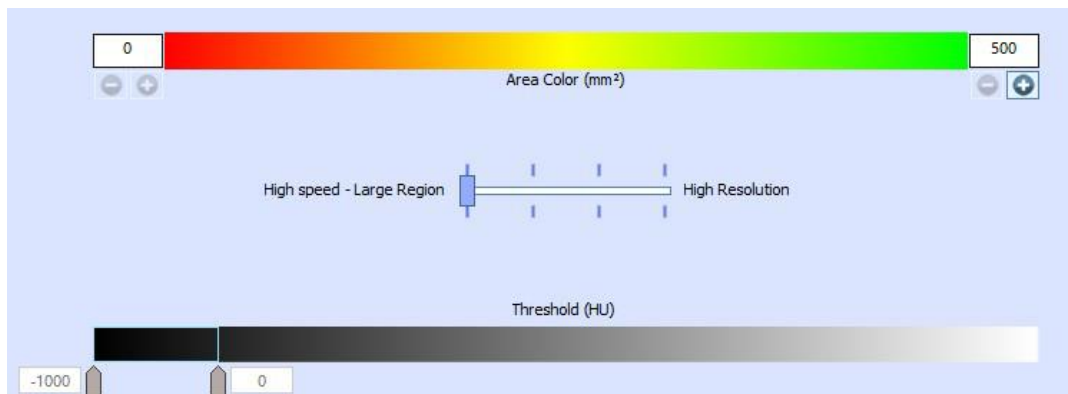 0
500
Area Color (mm²)
High speed - Large Region
High Resolution
Threshold (HU)
-1000
0